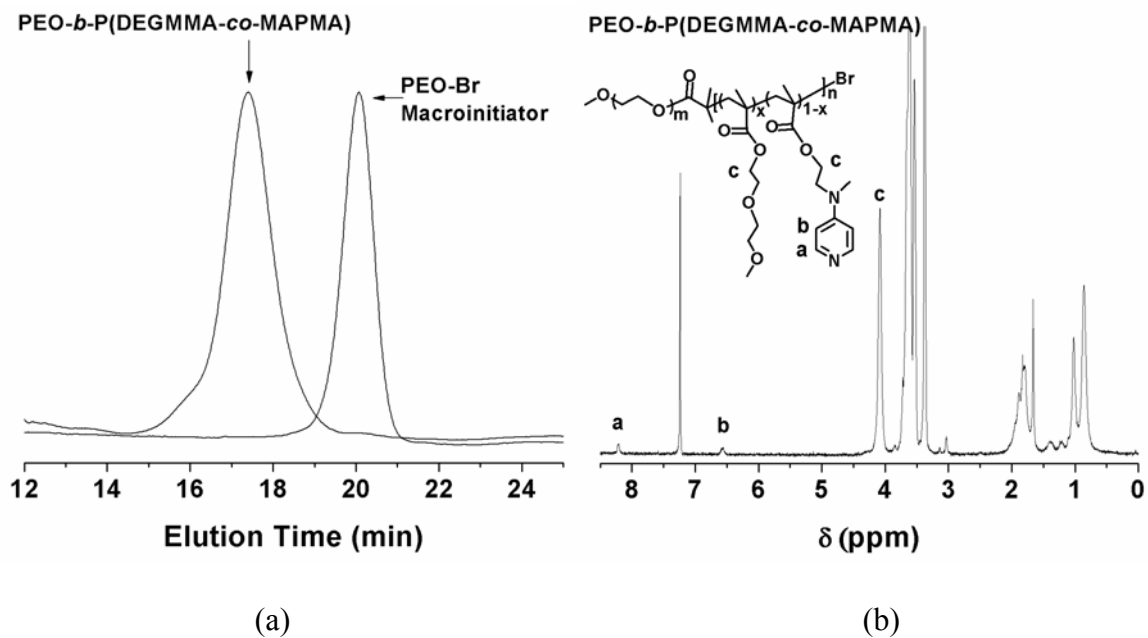 PEO-b-P(DEGMMA-co-MAPMA)
PEO-Br
Macroinitiator
12 14 16 18 20 22 24
Elution Time (min)
(a)
PEO-b-P(DEGMMA-co-MAPMA)
Br
n
O
O
O
m
x
1-x
O
O
O
O
c
c
O
O
N
b
a
N
c
a
b
8 7 6 5 4 3 2 1 0
δ (ppm)
(b)